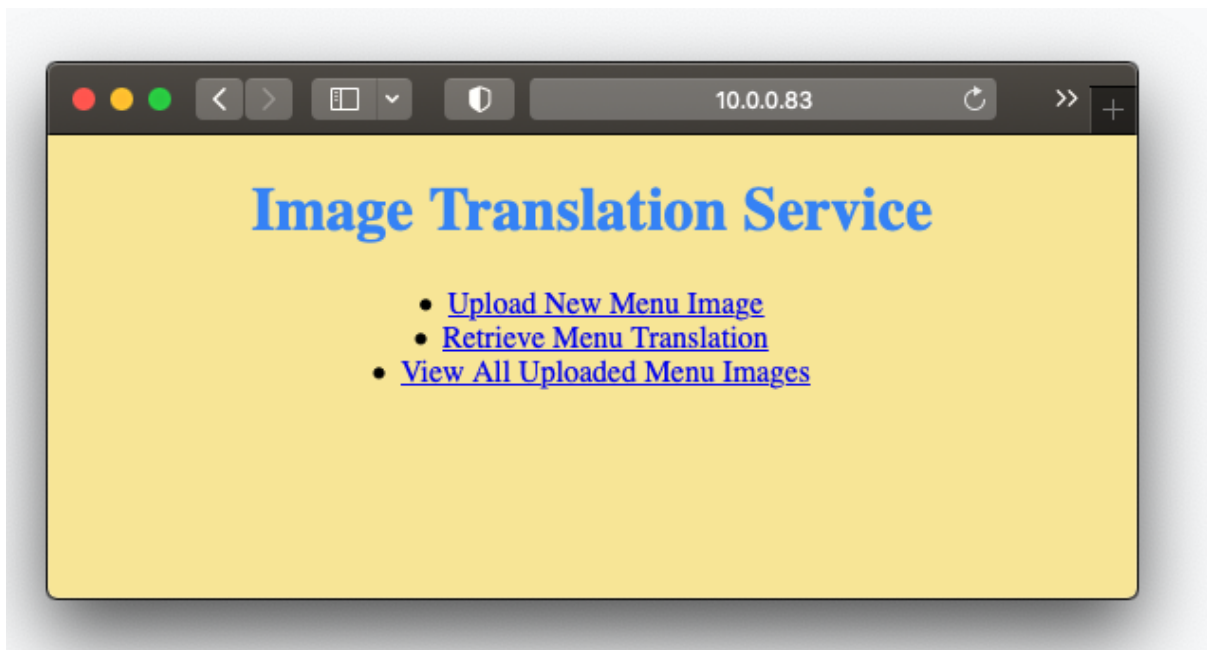 10.0.0.83
Image Translation Service
Upload New Menu Image
Retrieve Menu Translation
View All Uploaded Menu Images